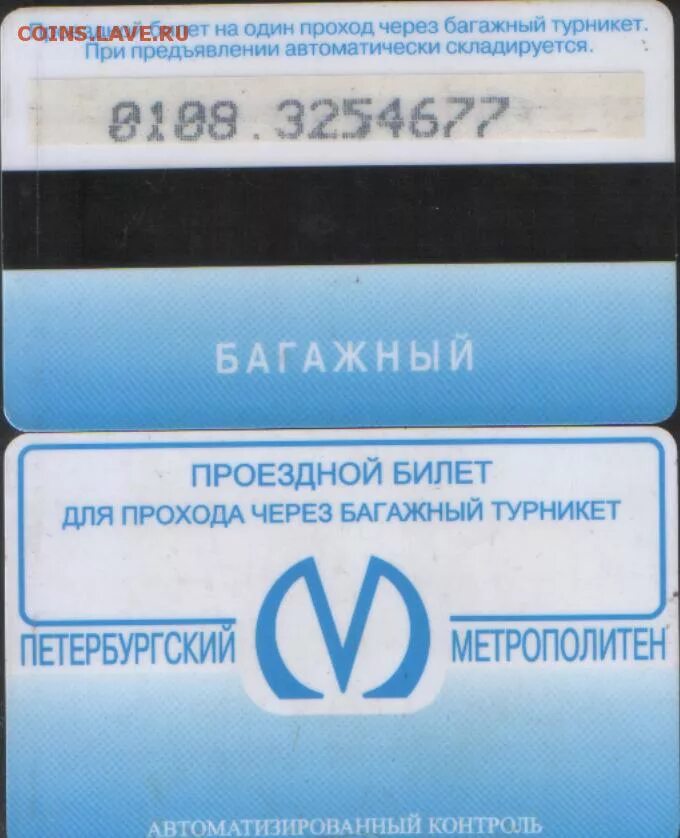 COINS.LAVE.RU
Проездной билет на один проход через багажный турникет.
При предъявлении автоматически складируется.
0108.3254677
БАГАЖНЫЙ
ПРОЕЗДНОЙ БИЛЕТ
ДЛЯ ПРОХОДА ЧЕРЕЗ БАГАЖНЫЙ ТУРНИКЕТ
ПЕТЕРБУРГСКИЙ МЕТРОПОЛИТЕН
АВТОМАТИЗИРОВАННЫЙ КОНТРОЛЬ